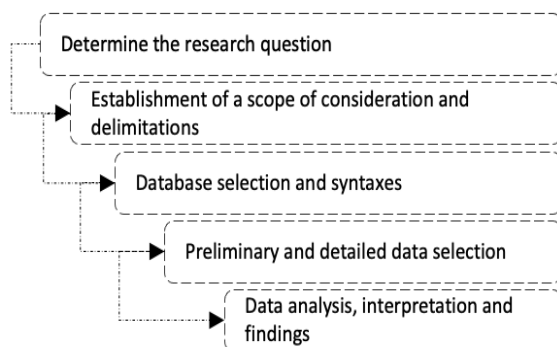 Determine the research question
Establishment of a scope of consideration and
delimitations
Database selection and syntaxes
Preliminary and detailed data selection
Data analysis, interpretation and
findings